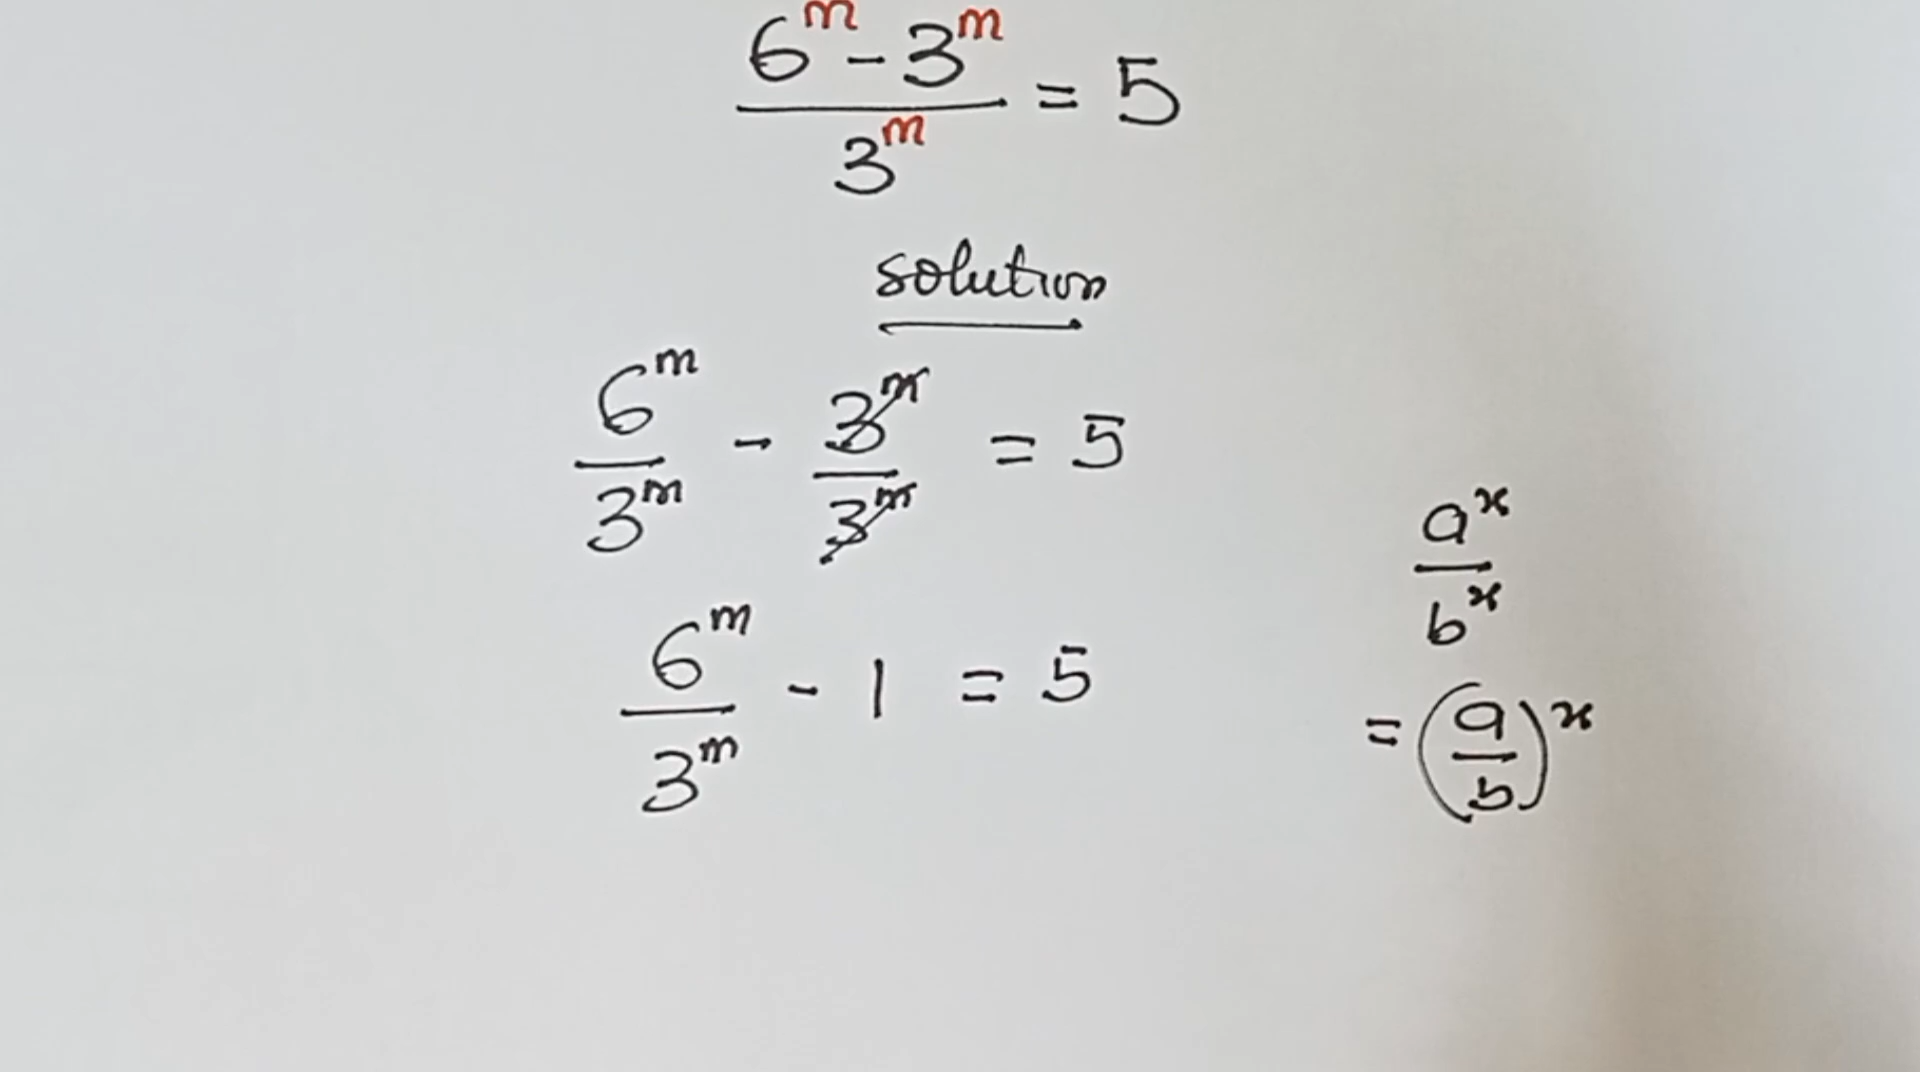 6^m - 3^m / 3^m = 5
solution
6^m / 3^m - 3^m / 3^m = 5
6^m / 3^m - 1 = 5
a^x / b^x
= (a / b)^x